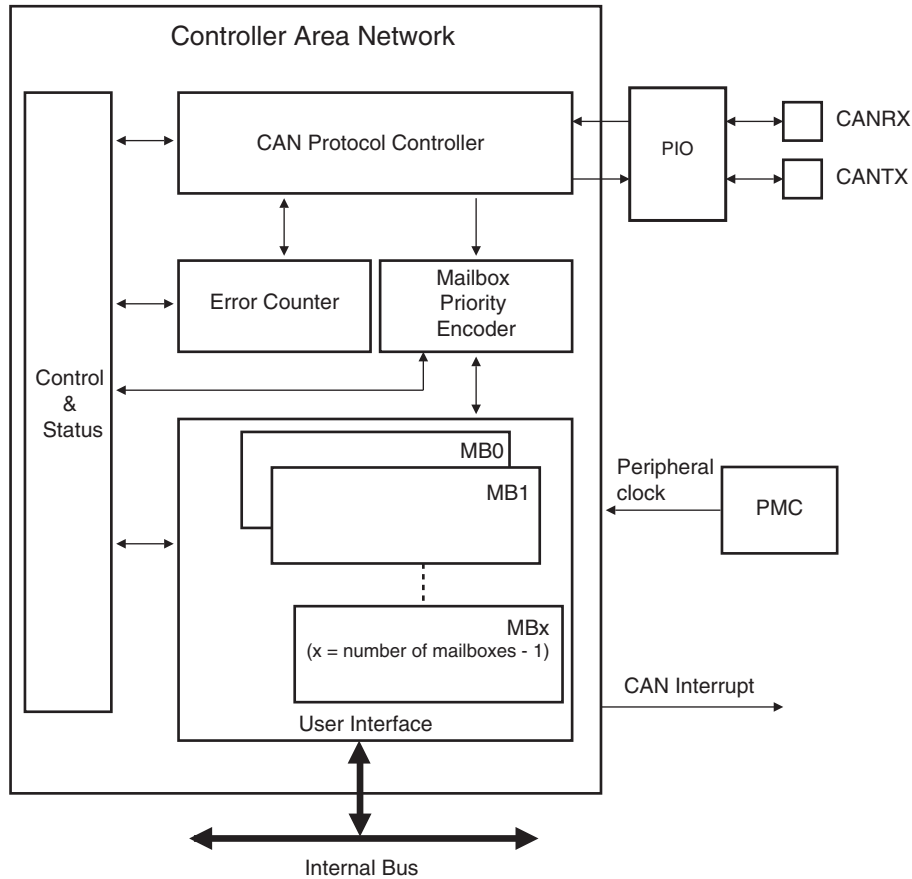 Controller Area Network
CAN Protocol Controller
PIO
CANRX
CANTX
Error Counter
Mailbox
Priority
Encoder
Control
&
Status
MB0
MB1
MBx
(x = number of mailboxes - 1)
User Interface
Peripheral
clock
PMC
CAN Interrupt
Internal Bus